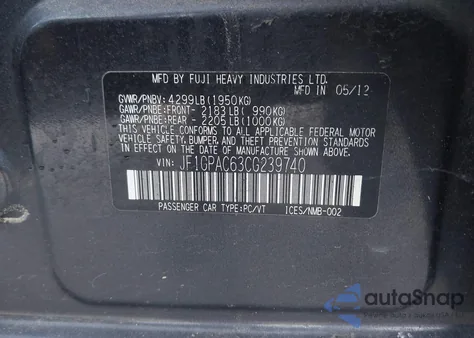 MFD. BY FUJI HEAVY INDUSTRIES LTD.
GVWR/PNBV: 4299LB(1950KG) 05/12
GAWR/PNBE:FRONT- 2183LB( 990KG)
GAWR/PNBE:REAR - 2205LB(1000KG)
THIS VEHICLE CONFORMS TO ALL APPLICABLE FEDERAL MOTOR
VEHICLE SAFETY, BUMPER, AND THEFT PREVENTION STANDARDS
IN EFFECT ON THE DATE OF MANUFACTURE SHOWN ABOVE.
VIN: JF1GPAC63CG239740
PASSENGER CAR TYPE:PC/VT ICES/NMB-002
autoSnap